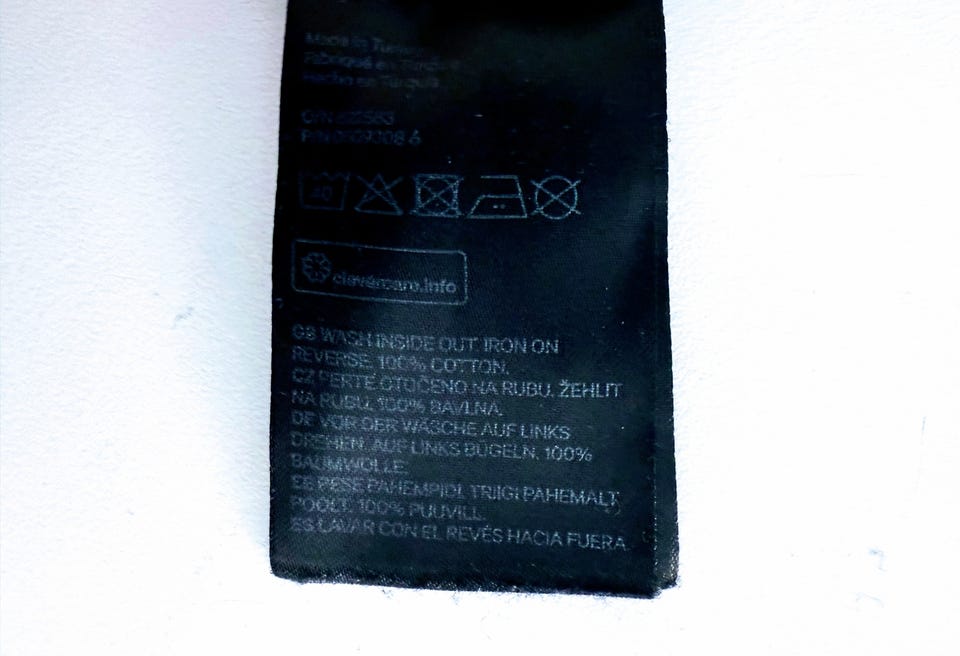 Made in Turkey
Fabriqué en Turquie
Hecho en Turquía
O/N
P/N
40
clevercare.info
GB WASH INSIDE OUT. IRON ON
REVERSE. 100% COTTON.
CZ PERTE OTOČENO NA RUBU. ŽEHLIT
NA RUBU. 100% BAVLNA.
DE VOR DER WÄSCHE AUF LINKS
DREHEN. AUF LINKS BÜGELN. 100%
BAUMWOLLE.
EE PESE PAHEMPIDI. TRIIGI PAHEMALT
POOLT. 100% PUUVILL.
ES LAVAR CON EL REVÉS HACIA FUERA.